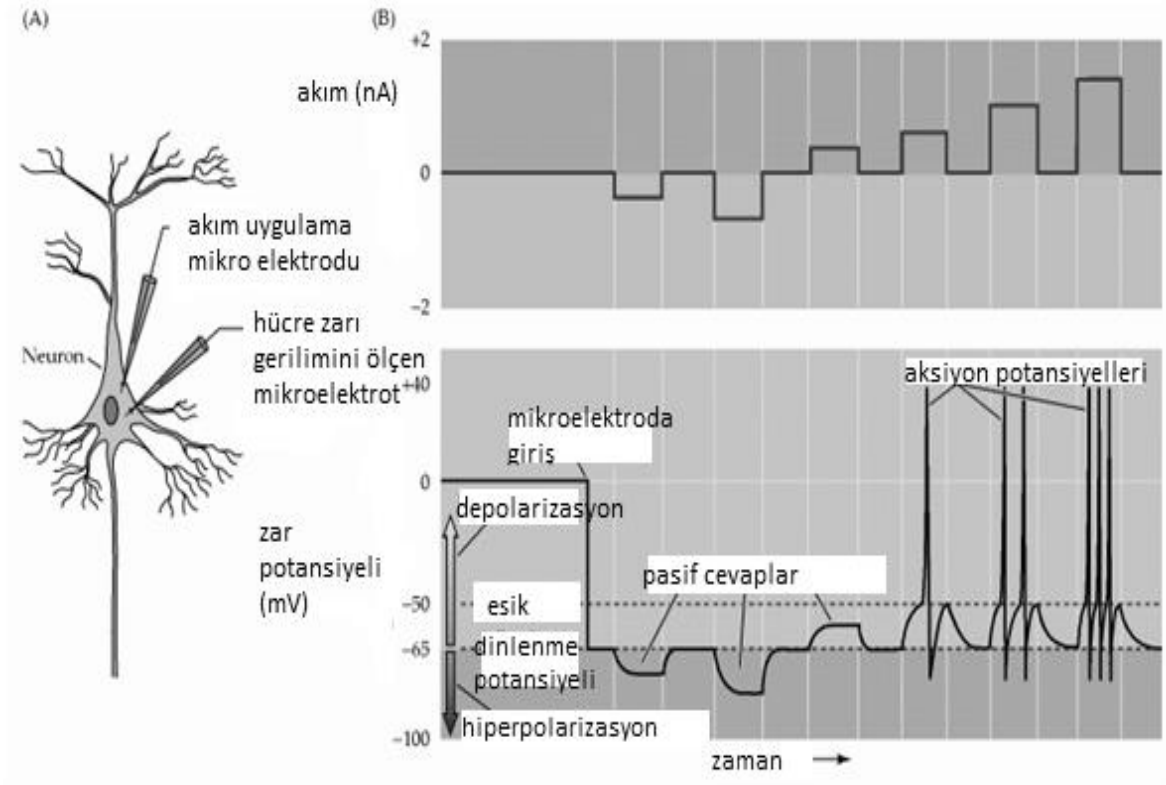 (A)
(B)
+2
akım (nA)
0
−2
akım uygulama
mikro elektrodu
hücre zarı
gerilimini ölçen
mikroelektrot
Neuron
+40
aksiyon potansiyelleri
mikroelektroda
giriş
0
depolarizasyon
zar
potansiyeli
(mV)
pasif cevaplar
−50
esik
−65
dinlenme
potansiyeli
hiperpolarizasyon
−100
zaman